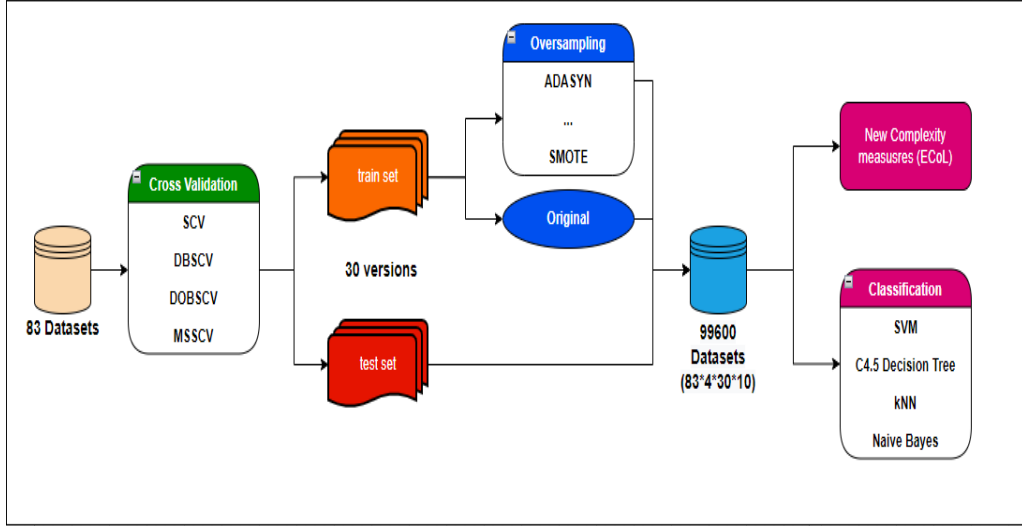 83 Datasets
Cross Validation
SCV
DBSCV
DOBSCV
MSSCV
train set
30 versions
test set
Oversampling
ADASYN
...
SMOTE
Original
99600
Datasets
(83*4*30*10)
New Complexity
measusres (ECoL)
Classification
SVM
C4.5 Decision Tree
kNN
Naive Bayes